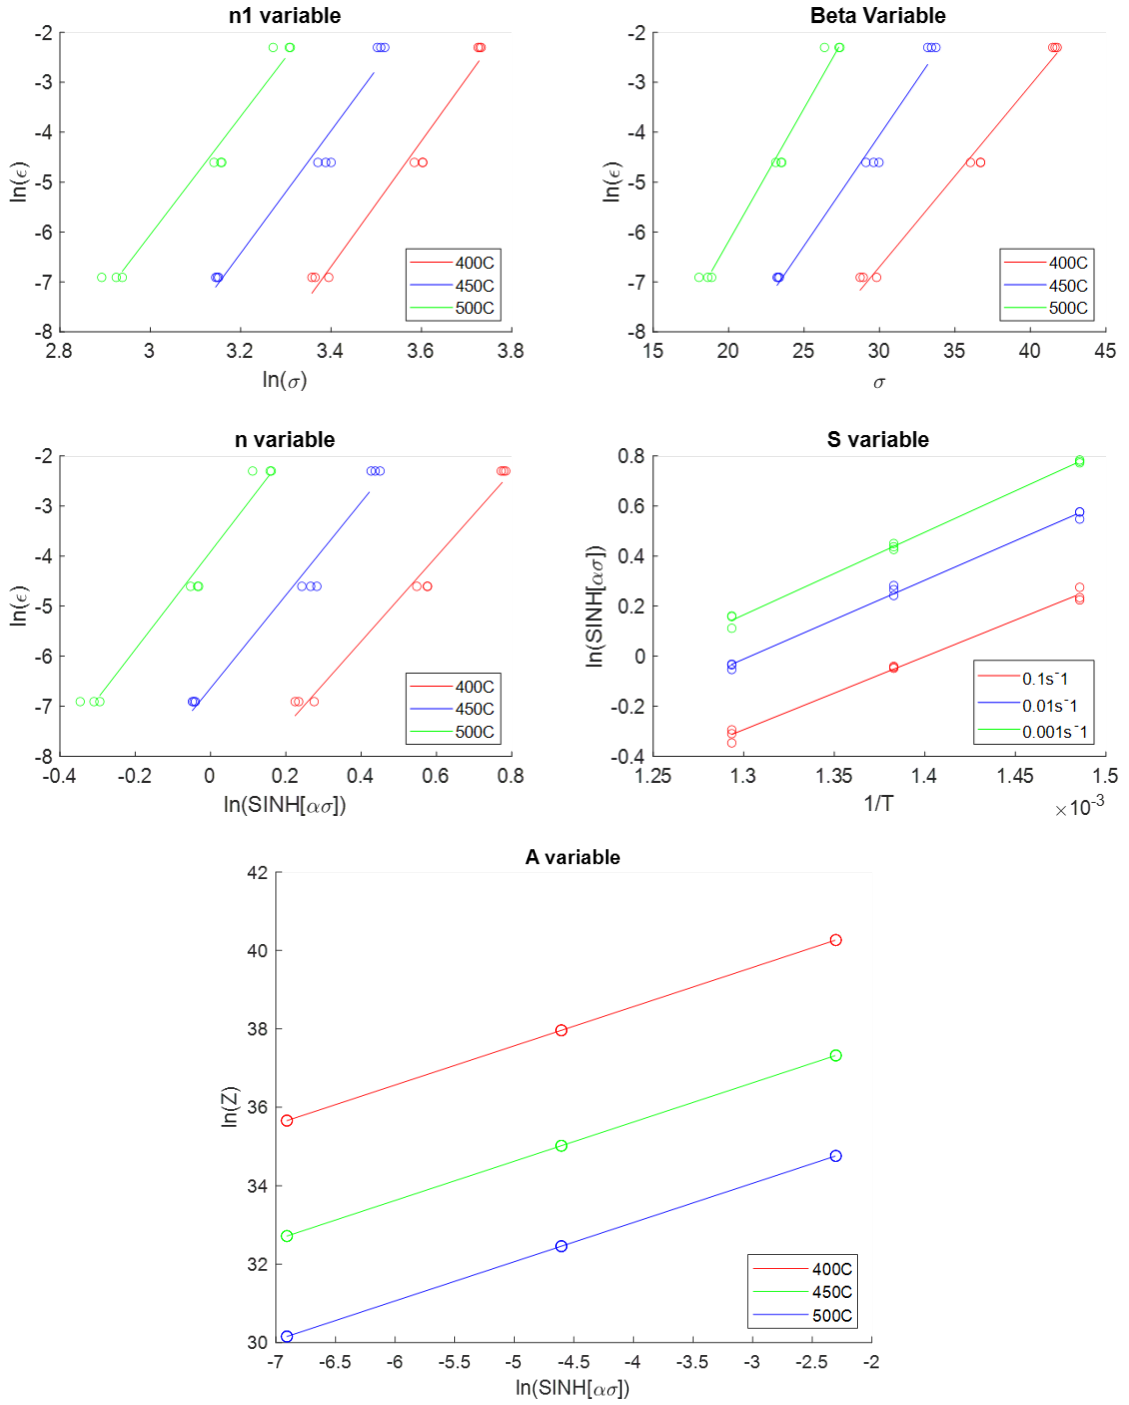 n1 variable
-2
-3
-4
-5
-6
-7
-8
ln(ϵ)
2.8
3
3.2
3.4
3.6
3.8
ln(σ)
400C
450C
500C
Beta Variable
-2
-3
-4
-5
-6
-7
-8
ln(ϵ)
15
20
25
30
35
40
45
σ
400C
450C
500C
n variable
-2
-3
-4
-5
-6
-7
-8
ln(ϵ)
-0.4
-0.2
0
0.2
0.4
0.6
0.8
ln(SINH[ασ])
400C
450C
500C
S variable
0.8
0.6
0.4
0.2
0
-0.2
-0.4
ln(SINH[ασ])
1.25
1.3
1.35
1.4
1.45
1.5
1/T
×10⁻³
0.1s⁻1
0.01s⁻1
0.001s⁻1
A variable
42
40
38
36
34
32
30
ln(Z)
-7
-6.5
-6
-5.5
-5
-4.5
-4
-3.5
-3
-2.5
-2
ln(SINH[ασ])
400C
450C
500C